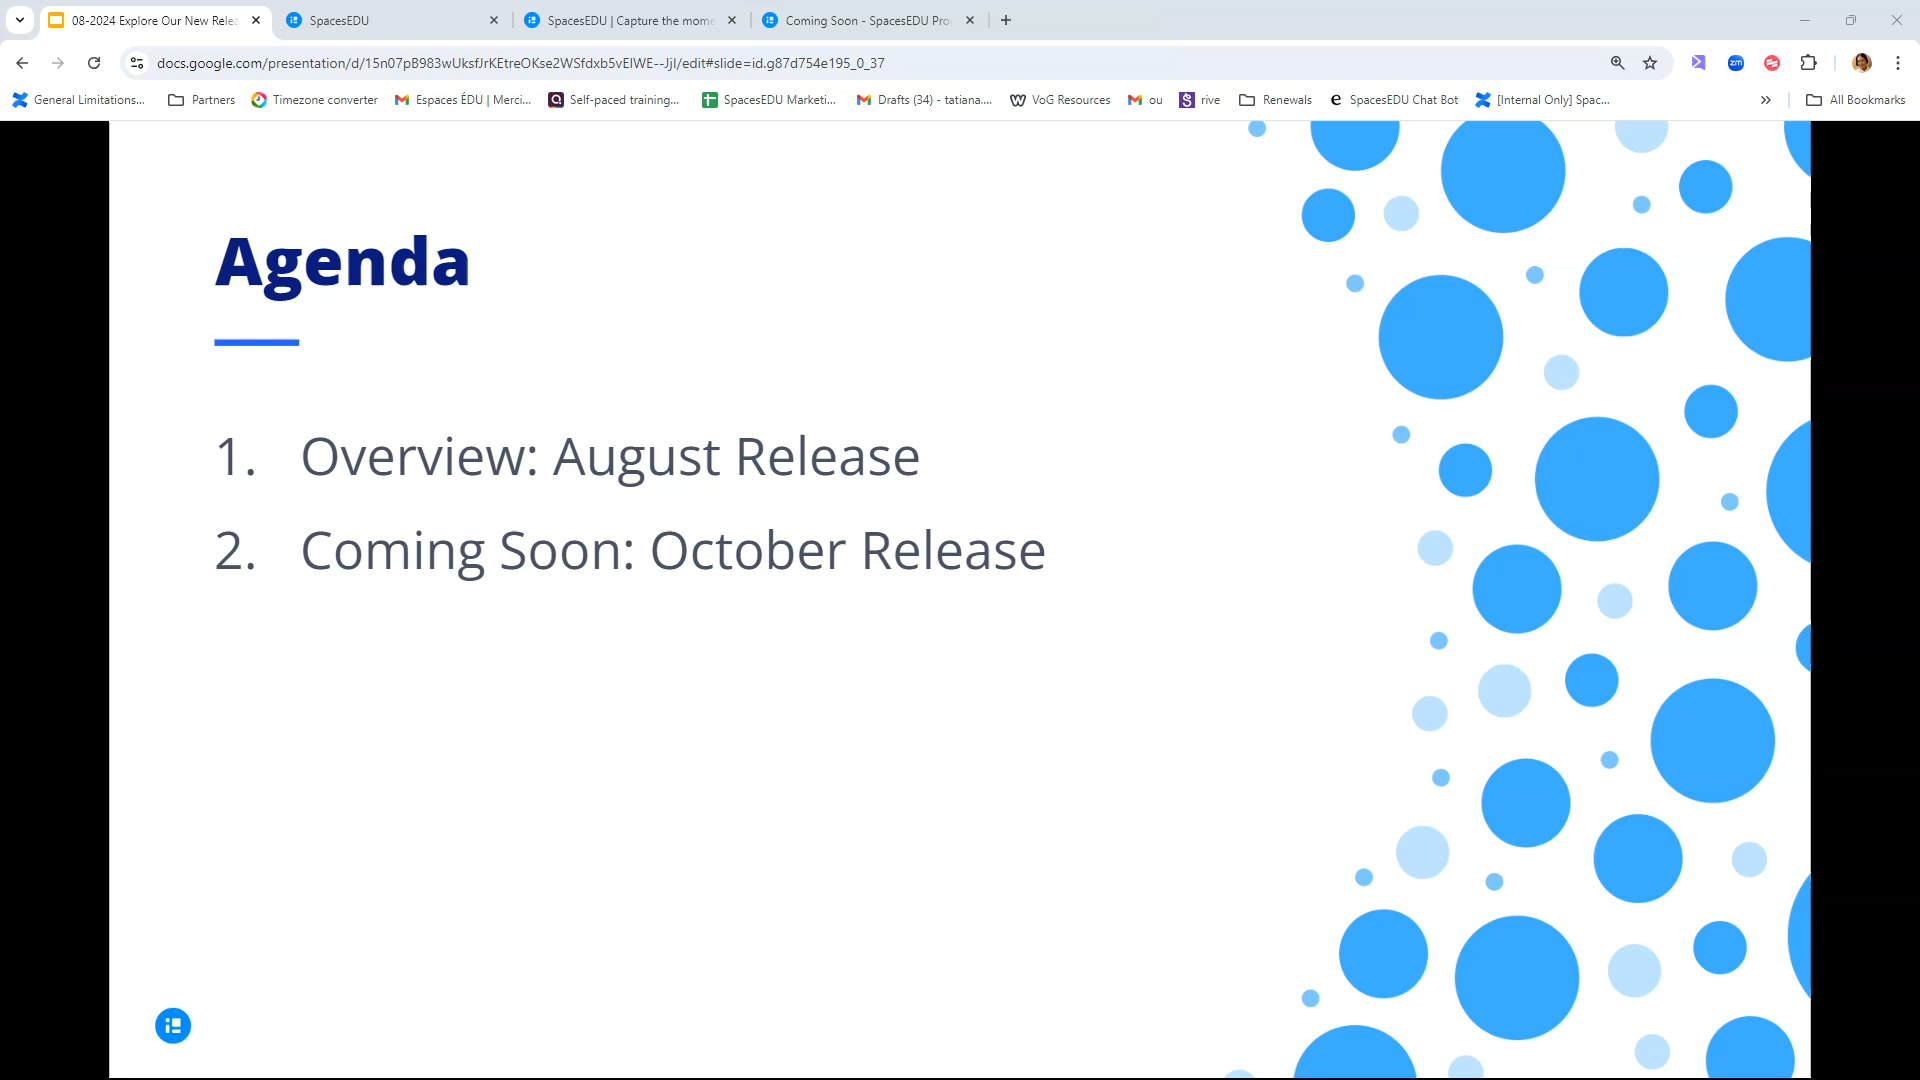 08-2024 Explore Our New Relea
SpacesEDU
SpacesEDU | Capture the mome
Coming Soon - SpacesEDU Pro
docs.google.com/presentation/d/15n07pB983wUksfJrKEtreOKse2WSfdxb5vEIWE--JjI/edit#slide=id.g87d754e195_0_37
zm
General Limitations...
Partners
Timezone converter
Espaces ÉDU | Merci...
Self-paced training...
SpacesEDU Marketi...
Drafts (34) - tatiana....
VoG Resources
ou
rive
Renewals
SpacesEDU Chat Bot
[Internal Only] Spac...
All Bookmarks
Agenda
1. Overview: August Release
2. Coming Soon: October Release